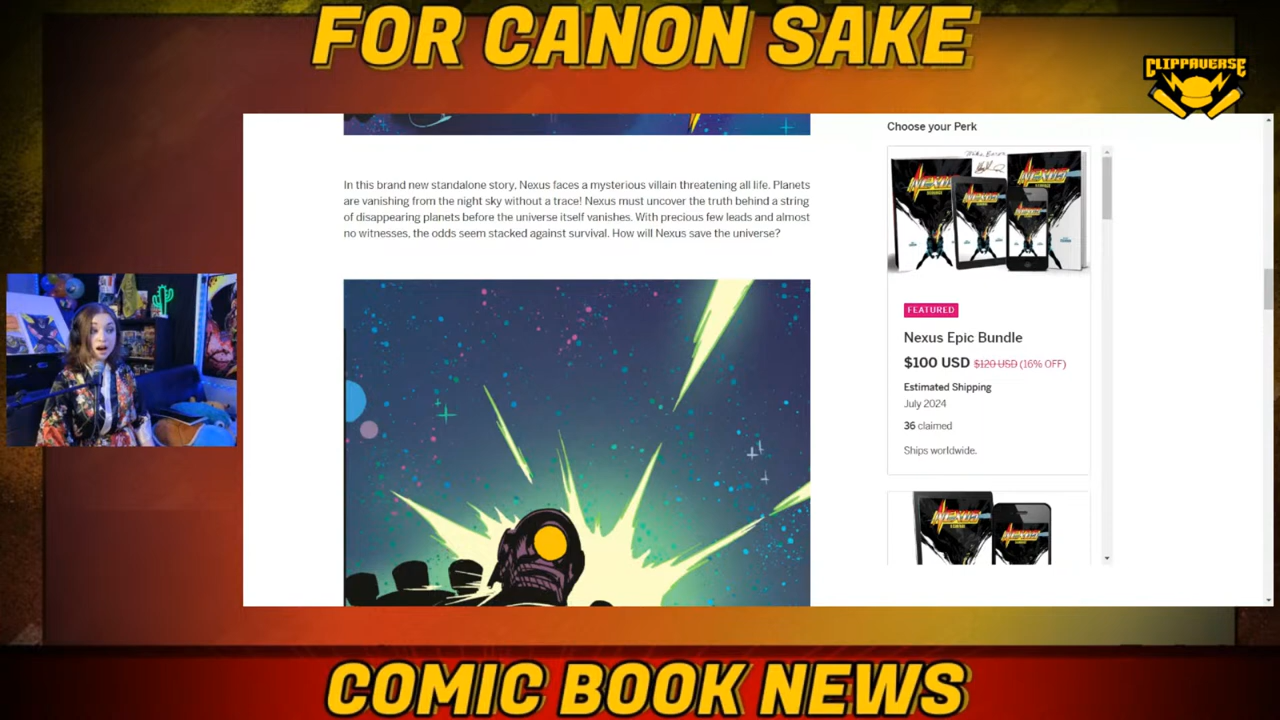 FOR CANON SAKE
CLIPPAVERSE
Choose your Perk
In this brand new standalone story, Nexus faces a mysterious villain threatening all life. Planets
are vanishing from the night sky without a trace! Nexus must uncover the truth behind a string
of disappearing planets before the universe itself vanishes. With precious few leads and almost
no witnesses, the odds seem stacked against survival. How will Nexus save the universe?
NEXUS
NEXUS
NEXUS
NEXUS
FEATURED
Nexus Epic Bundle
$100 USD $120 USD (16% OFF)
Estimated Shipping
July 2024
36 claimed
Ships worldwide.
NEXUS
NEXUS
COMIC BOOK NEWS